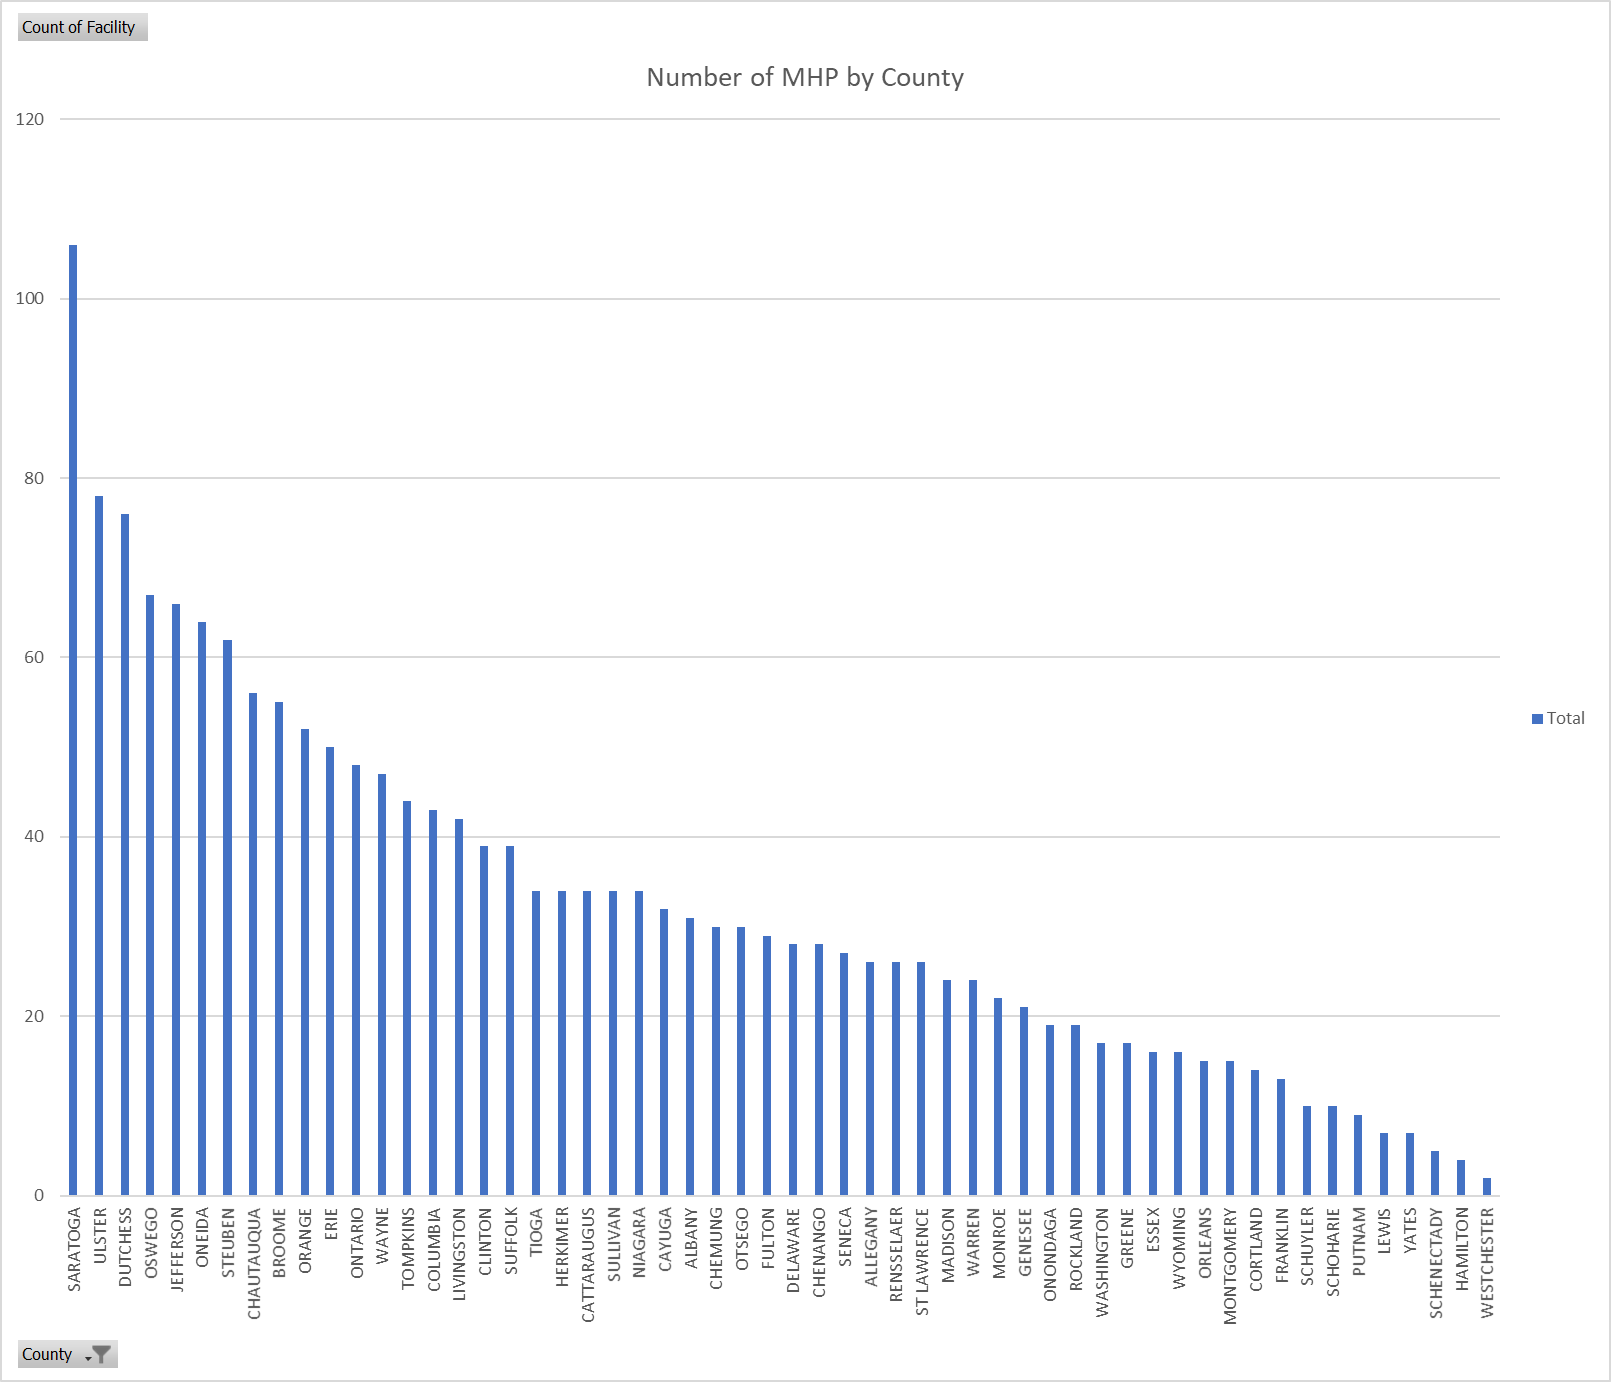 Count of Facility
Number of MHP by County
120
100
80
60
40
20
0
Total
SARATOGA
ULSTER
DUTCHESS
OSWEGO
JEFFERSON
ONEIDA
STEUBEN
CHAUTAUQUA
BROOME
ORANGE
ERIE
ONTARIO
WAYNE
TOMPKINS
COLUMBIA
LIVINGSTON
CLINTON
SUFFOLK
TIOGA
HERKIMER
CATTARAUGUS
SULLIVAN
NIAGARA
CAYUGA
ALBANY
CHEMUNG
OTSEGO
FULTON
DELAWARE
CHENANGO
SENECA
ALLEGANY
RENSSELAER
ST LAWRENCE
MADISON
WARREN
MONROE
GENESEE
ONONDAGA
ROCKLAND
WASHINGTON
GREENE
ESSEX
WYOMING
ORLEANS
MONTGOMERY
CORTLAND
FRANKLIN
SCHUYLER
SCHOHARIE
PUTNAM
LEWIS
YATES
SCHENECTADY
HAMILTON
WESTCHESTER
County